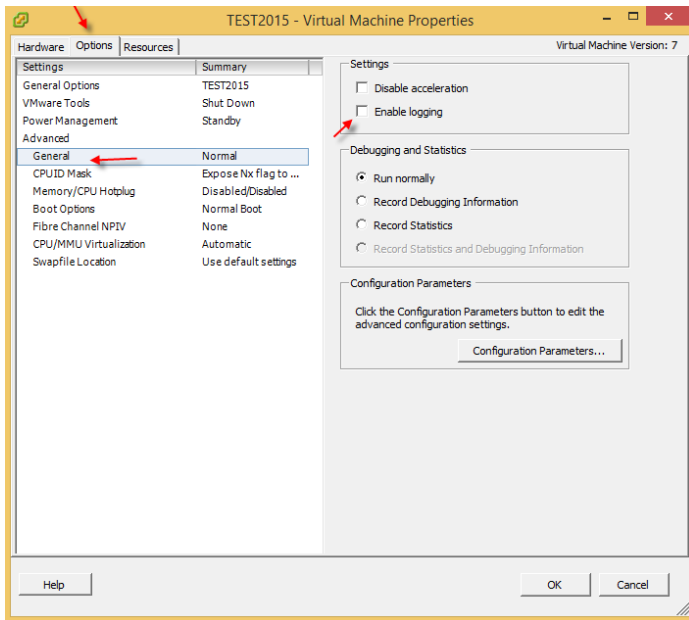 TEST2015 - Virtual Machine Properties
Hardware Options Resources Virtual Machine Version: 7
Settings Summary
General Options TEST2015
VMware Tools Shut Down
Power Management Standby
Advanced
General Normal
CPUID Mask Expose Nx flag to ...
Memory/CPU Hotplug Disabled/Disabled
Boot Options Normal Boot
Fibre Channel NPIV None
CPU/MMU Virtualization Automatic
Swapfile Location Use default settings
Settings
Disable acceleration
Enable logging
Debugging and Statistics
Run normally
Record Debugging Information
Record Statistics
Record Statistics and Debugging Information
Configuration Parameters
Click the Configuration Parameters button to edit the
advanced configuration settings.
Configuration Parameters...
Help OK Cancel